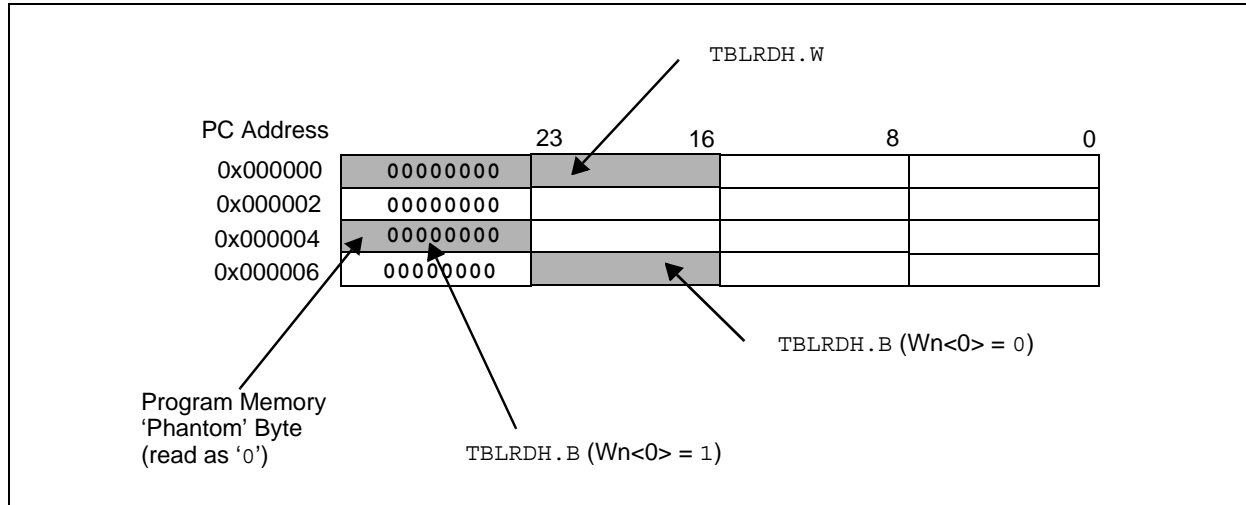 TBLRDH.W
PC Address
23 16 8 0
0x000000 00000000
0x000002 00000000
0x000004 00000000
0x000006 00000000
TBLRDH.B (Wn<0> = 0)
Program Memory
‘Phantom’ Byte
(read as ‘0’)
TBLRDH.B (Wn<0> = 1)